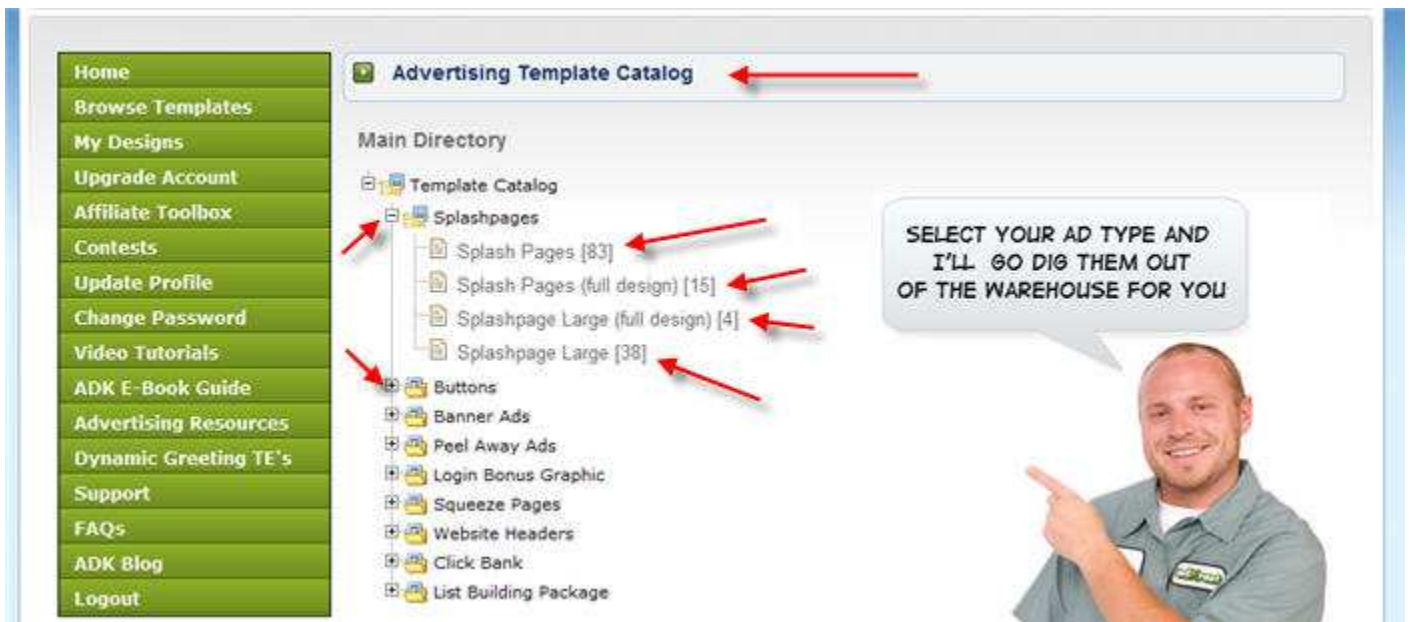 Home
Browse Templates
My Designs
Upgrade Account
Affiliate Toolbox
Contests
Update Profile
Change Password
Video Tutorials
ADK E-Book Guide
Advertising Resources
Dynamic Greeting TE's
Support
FAQs
ADK Blog
Logout
Advertising Template Catalog
Main Directory
Template Catalog
Splashpages
Splash Pages [83]
Splash Pages (full design) [15]
Splashpage Large (full design) [4]
Splashpage Large [38]
Buttons
Banner Ads
Peel Away Ads
Login Bonus Graphic
Squeeze Pages
Website Headers
Click Bank
List Building Package
SELECT YOUR AD TYPE AND
I'LL GO DIG THEM OUT
OF THE WAREHOUSE FOR YOU